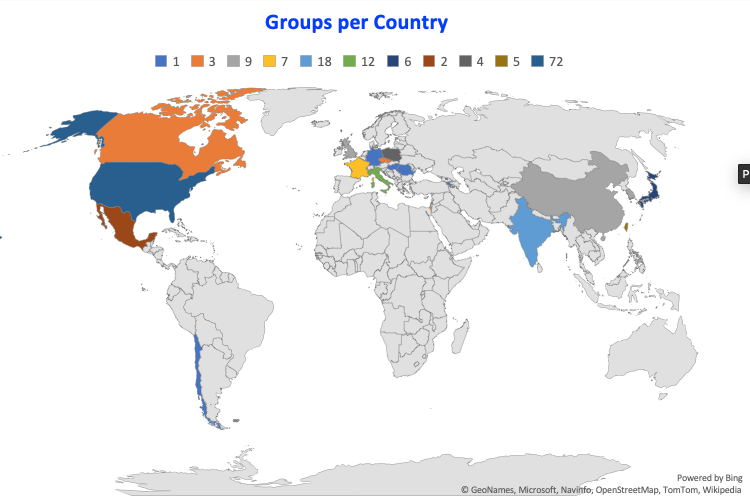 Groups per Country
1 3 9 7 18 12 6 2 4 5 72
P
Powered by Bing
© GeoNames, Microsoft, Navinfo, OpenStreetMap, TomTom, Wikipedia